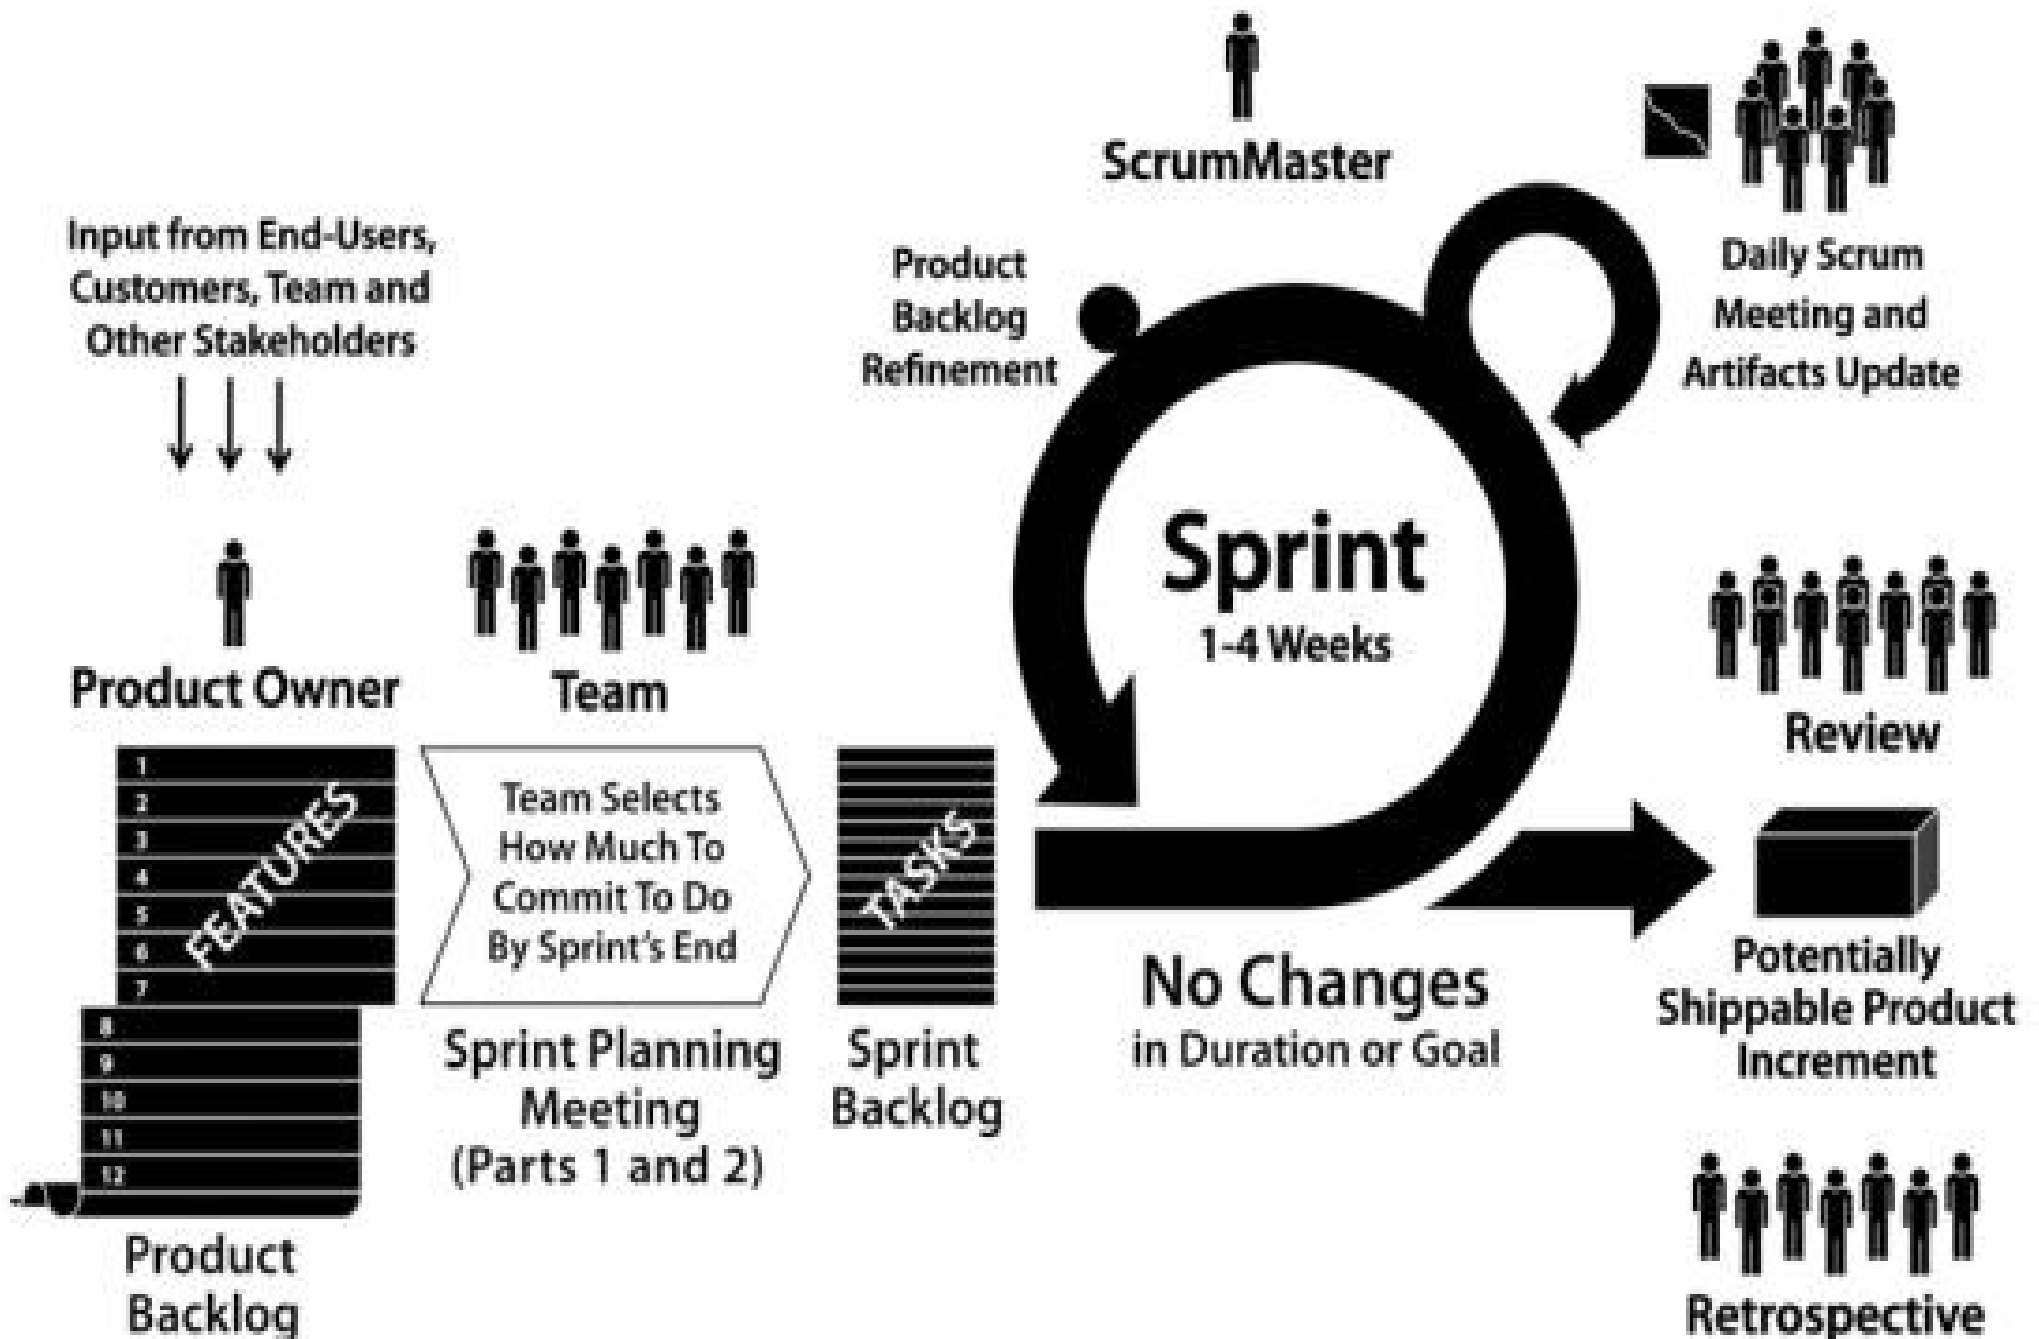 ScrumMaster
Input from End-Users,
Customers, Team and
Other Stakeholders
Product
Backlog
Refinement
Daily Scrum
Meeting and
Artifacts Update
Product Owner
Team
Sprint
1-4 Weeks
Review
1
2
3
4
5
6
7
FEATURES
8
9
10
11
12
Product
Backlog
Team Selects
How Much To
Commit To Do
By Sprint's End
Sprint Planning
Meeting
(Parts 1 and 2)
TASKS
Sprint
Backlog
No Changes
in Duration or Goal
Potentially
Shippable Product
Increment
Retrospective